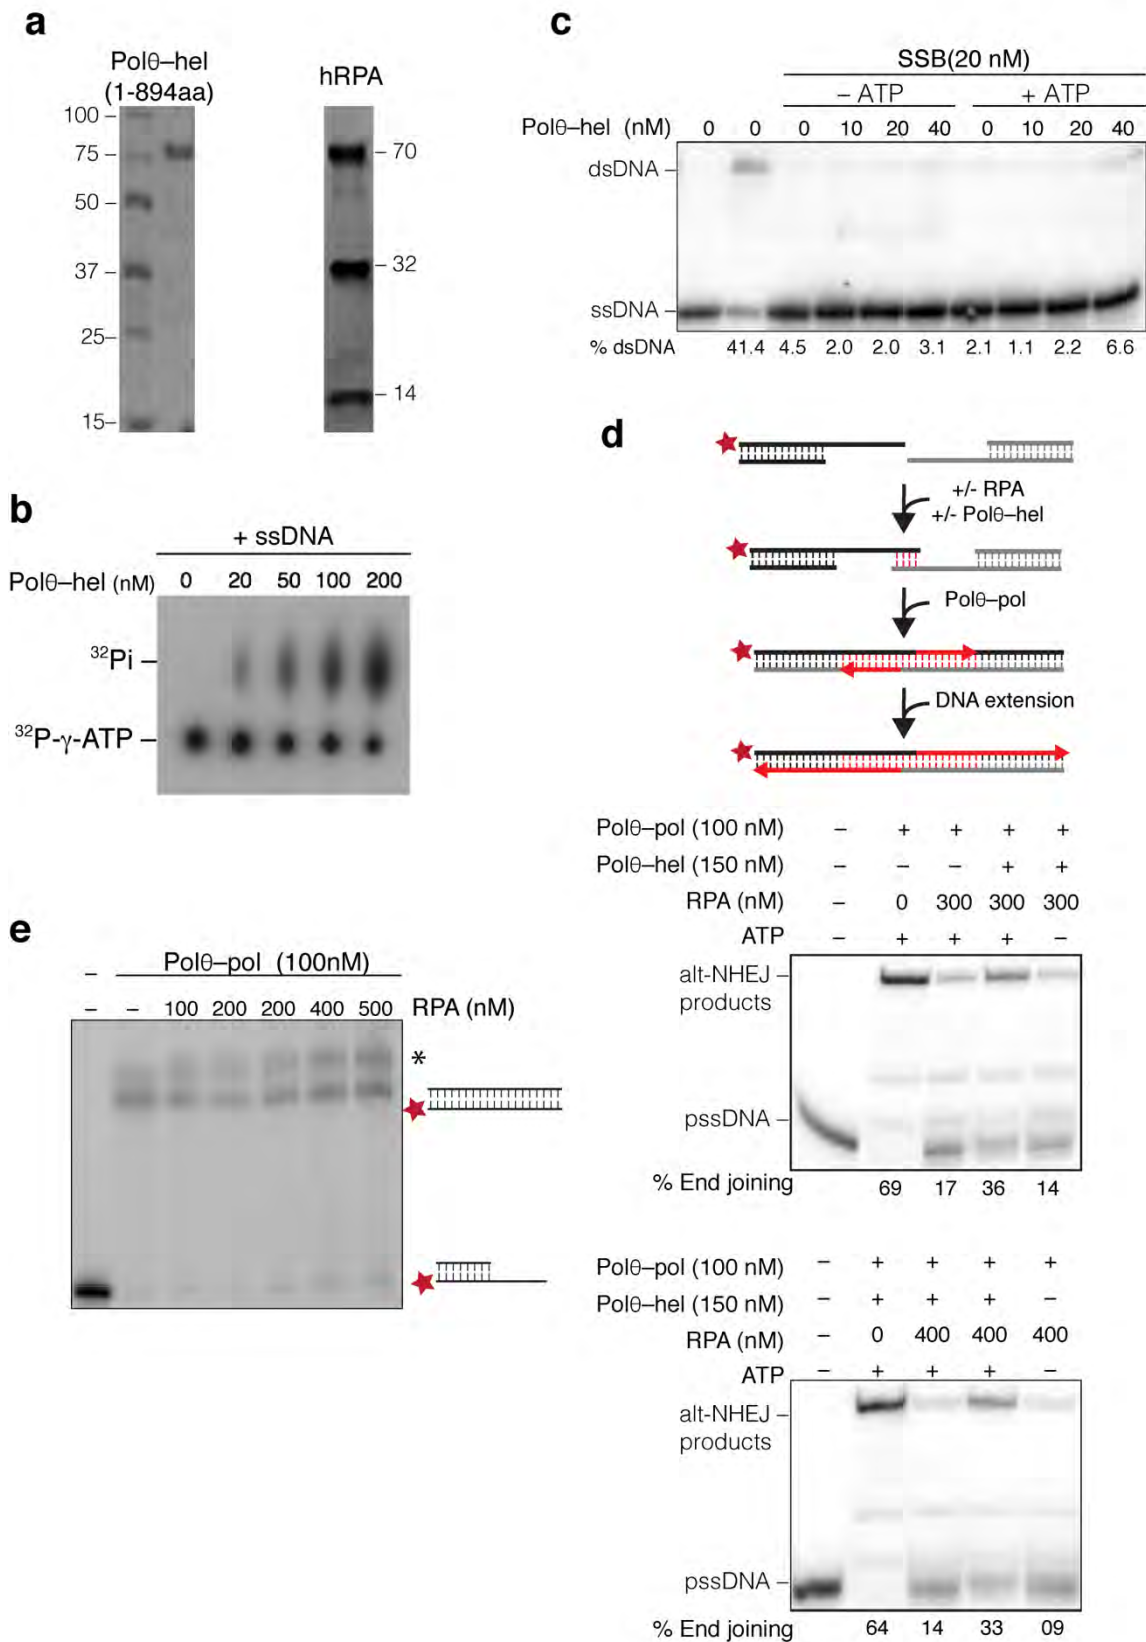 a
Polθ–hel
(1-894aa)
hRPA
100 –
75 –
50 –
37 –
25–
15–
– 70
– 32
– 14
b
+ ssDNA
Polθ–hel (nM) 0 20 50 100 200
³²Pi –
³²P-γ-ATP –
c
SSB(20 nM)
– ATP + ATP
Polθ–hel (nM) 0 0 0 10 20 40 0 10 20 40
dsDNA –
ssDNA –
% dsDNA 41.4 4.5 2.0 2.0 3.1 2.1 1.1 2.2 6.6
d
+/- RPA
+/- Polθ–hel
Polθ–pol
DNA extension
Polθ–pol (100 nM) – + + + +
Polθ–hel (150 nM) – – – + +
RPA (nM) – 0 300 300 300
ATP – + + + –
alt-NHEJ –
products
pssDNA –
% End joining 69 17 36 14
Polθ–pol (100 nM) – + + + +
Polθ–hel (150 nM) – + + + –
RPA (nM) – 0 400 400 400
ATP – + + + –
alt-NHEJ –
products
pssDNA –
% End joining 64 14 33 09
e
– Polθ–pol (100nM)
– – 100 200 200 400 500 RPA (nM)
*